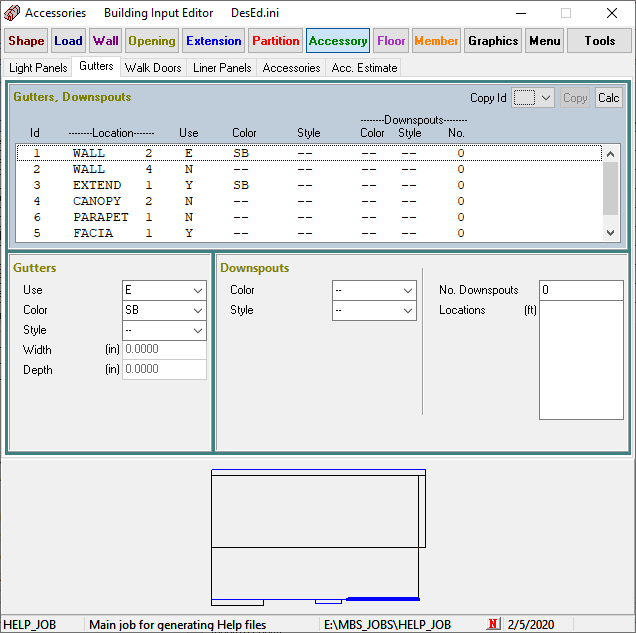 Accessories Building Input Editor DesEd.ini
Shape Load Wall Opening Extension Partition Accessory Floor Member Graphics Menu Tools
Light Panels Gutters Walk Doors Liner Panels Accessories Acc. Estimate
Gutters, Downspouts Copy Id Copy Calc
--------Downspouts-------
Id --------Location------- Use Color Style Color Style No.
1 WALL 2 E SB -- -- -- 0
2 WALL 4 N -- -- -- -- 0
3 EXTEND 1 Y SB -- -- -- 0
4 CANOPY 2 N -- -- -- -- 0
6 PARAPET 1 N -- -- -- -- 0
5 FACIA 1 Y -- -- -- -- 0
Gutters
Use E
Color SB
Style --
Width (in) 0.0000
Depth (in) 0.0000
Downspouts
Color --
Style --
No. Downspouts 0
Locations (ft)
HELP_JOB Main job for generating Help files E:\MBS_JOBS\HELP_JOB N 2/5/2020